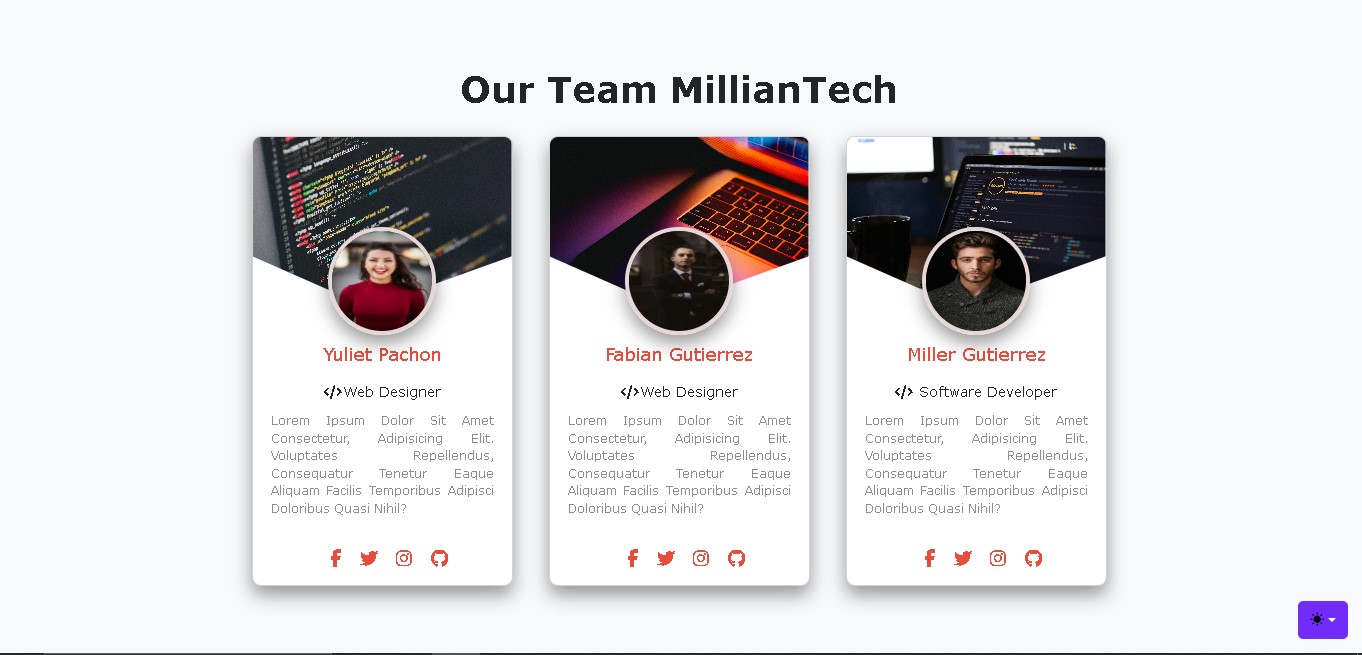 Our Team MillianTech
Yuliet Pachon
</>Web Designer
Lorem Ipsum Dolor Sit Amet
Consectetur, Adipisicing Elit.
Voluptates Repellendus,
Consequatur Tenetur Eaque
Aliquam Facilis Temporibus Adipisci
Doloribus Quasi Nihil?
Fabian Gutierrez
</>Web Designer
Lorem Ipsum Dolor Sit Amet
Consectetur, Adipisicing Elit.
Voluptates Repellendus,
Consequatur Tenetur Eaque
Aliquam Facilis Temporibus Adipisci
Doloribus Quasi Nihil?
Miller Gutierrez
</> Software Developer
Lorem Ipsum Dolor Sit Amet
Consectetur, Adipisicing Elit.
Voluptates Repellendus,
Consequatur Tenetur Eaque
Aliquam Facilis Temporibus Adipisci
Doloribus Quasi Nihil?